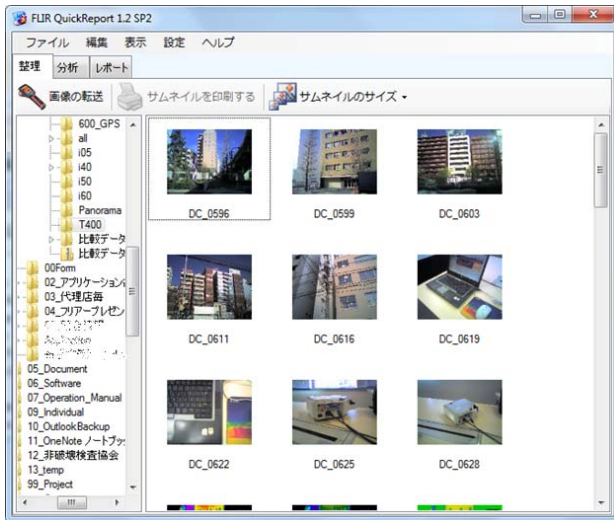 FLIR QuickReport 1.2 SP2
ファイル 編集 表示 設定 ヘルプ
整理 分析 レポート
画像の転送 サムネイルを印刷する サムネイルのサイズ
600_GPS
all
i05
i40
i50
i60
Panorama
T400
比較データ
比較データ
00Form
02_アプリケーション
03_代理店毎
04_フリアープレゼン
05_Document
06_Software
07_Operation_Manual
09_Individual
10_OutlookBackup
11_OneNote ノートブッ
12_非破壊検査協会
13_temp
99_Project
DC_0596 DC_0599 DC_0603
DC_0611 DC_0616 DC_0619
DC_0622 DC_0625 DC_0628